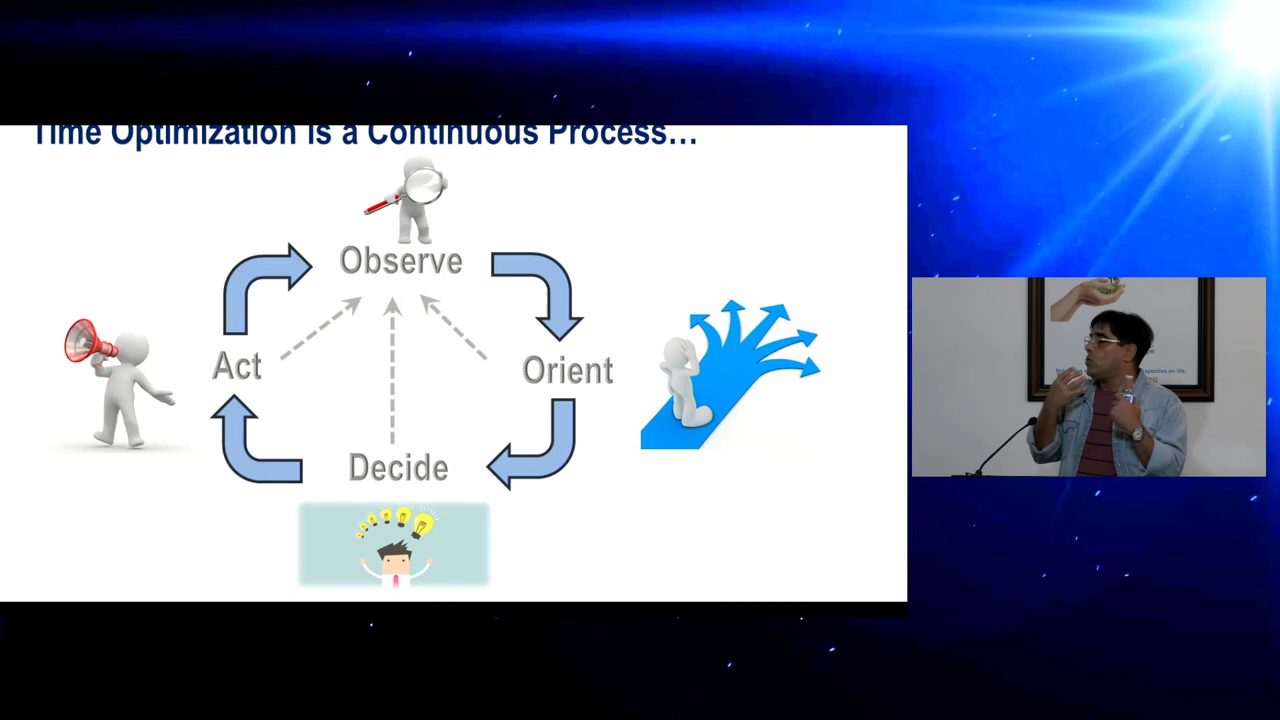 Time Optimization is a Continuous Process...
Observe
Act
Orient
Decide